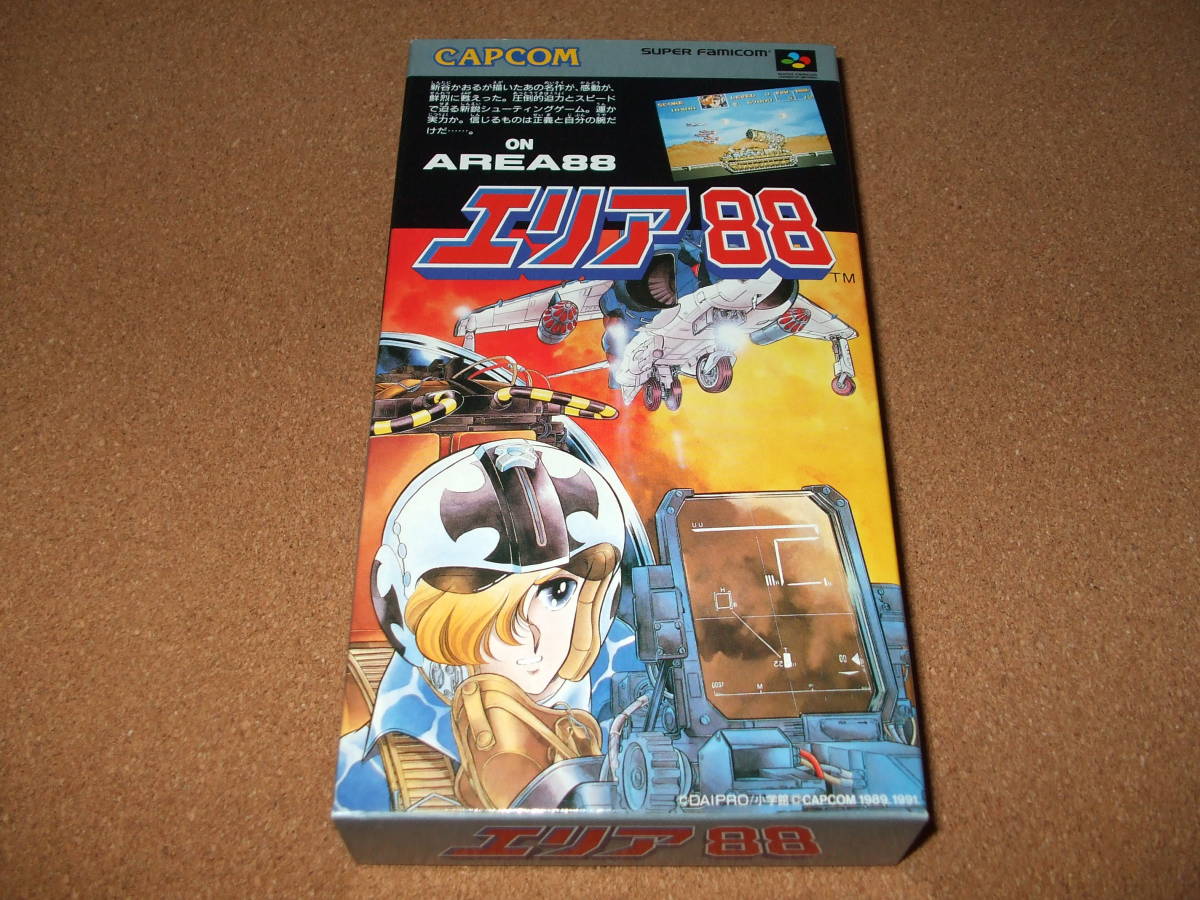 CAPCOM
SUPER FAMICOM
新谷かおるが描いたあの名作が、感動が、
鮮烈に甦えった。圧倒的迫力とスピード
で迫る新鋭シューティングゲーム。運か
実力か。信じるものは正義と自分の腕だ
けだ……。
ON
AREA88
エリア88
TM
©DAIPRO/小学館 ©CAPCOM 1989, 1991
エリア88